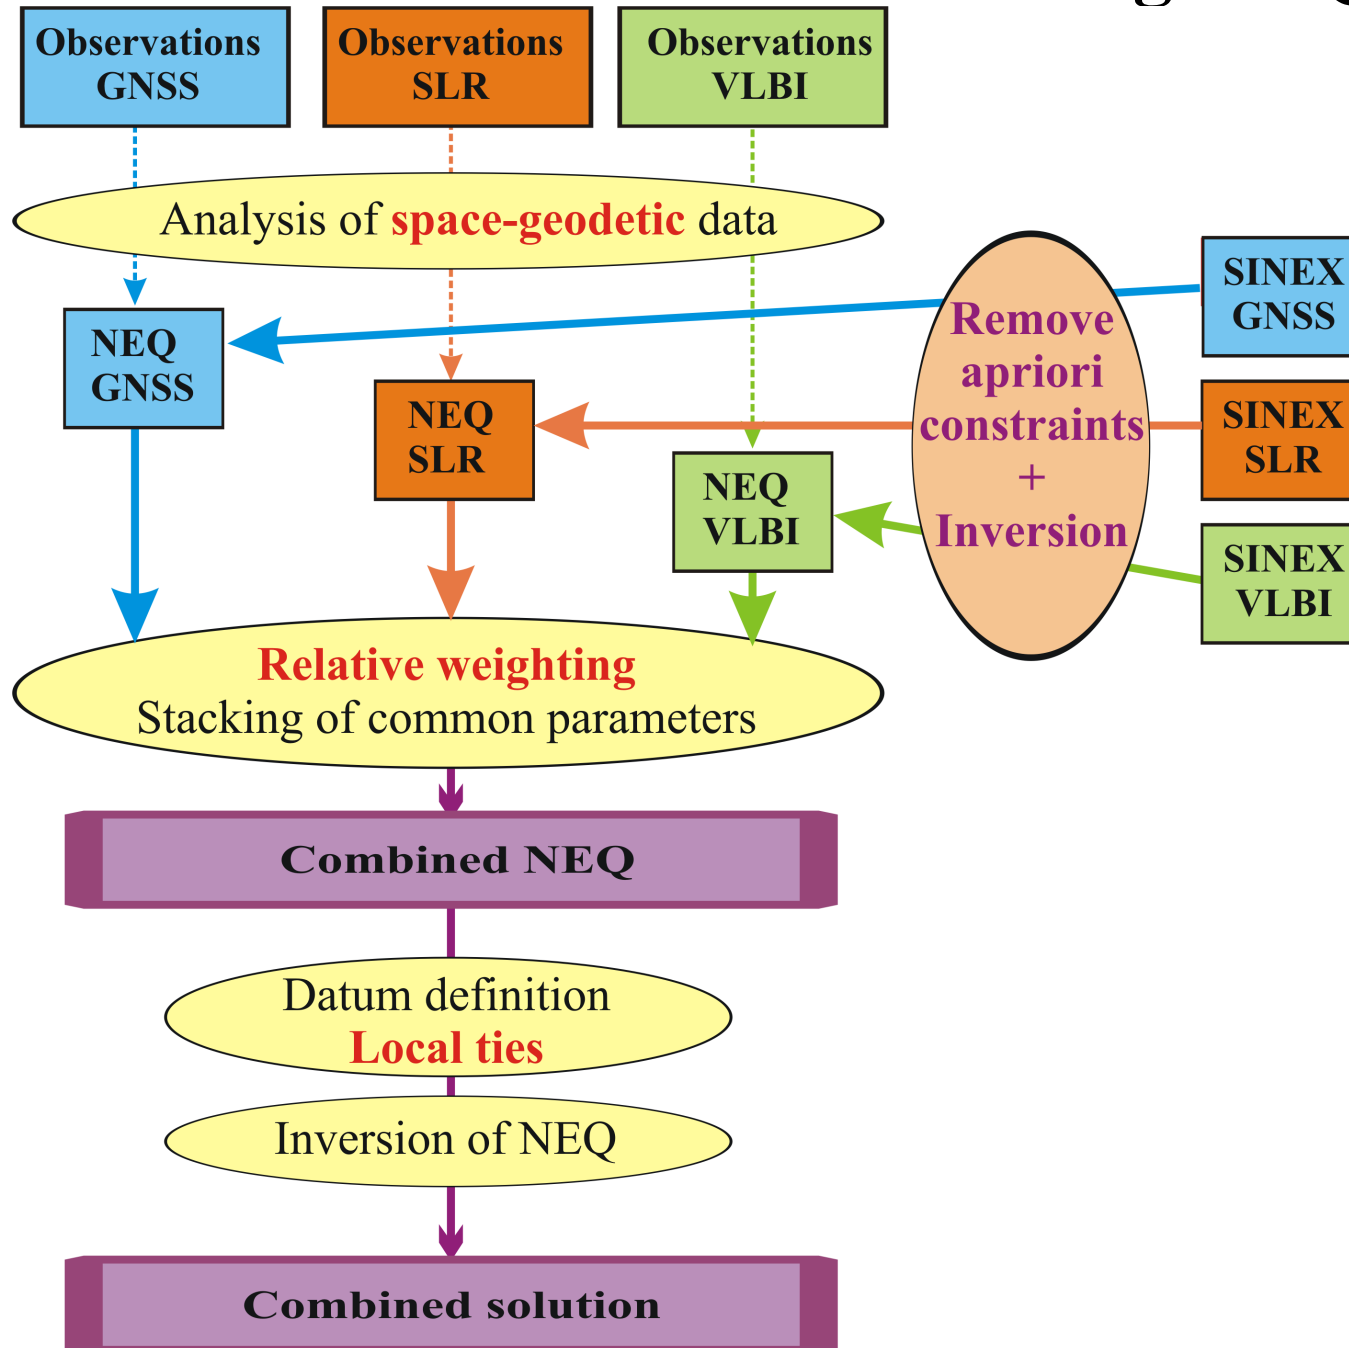 Observations
GNSS
Observations
SLR
Observations
VLBI
Analysis of space-geodetic data
SINEX
GNSS
NEQ
GNSS
Remove
apriori
constraints
+
Inversion
SINEX
SLR
NEQ
SLR
SINEX
VLBI
NEQ
VLBI
Relative weighting
Stacking of common parameters
Combined NEQ
Datum definition
Local ties
Inversion of NEQ
Combined solution